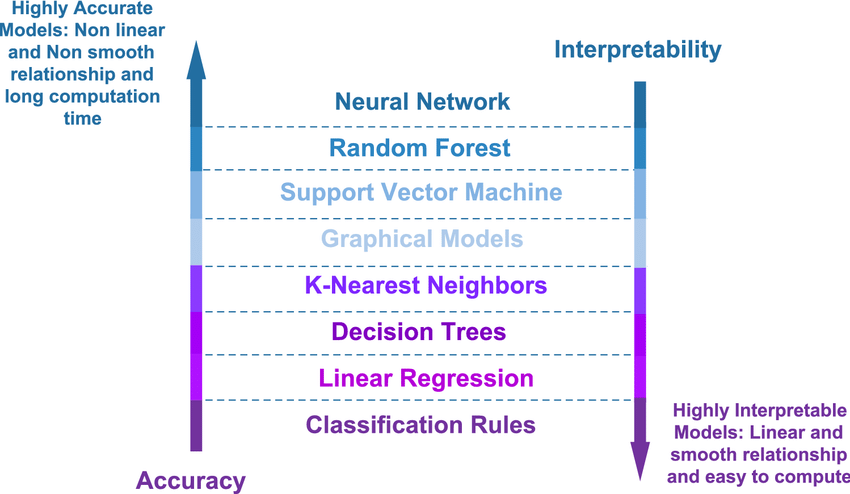 Highly Accurate
Models: Non linear
and Non smooth
relationship and
long computation
time
Interpretability
Neural Network
Random Forest
Support Vector Machine
Graphical Models
K-Nearest Neighbors
Decision Trees
Linear Regression
Classification Rules
Accuracy
Highly Interpretable
Models: Linear and
smooth relationship
and easy to compute